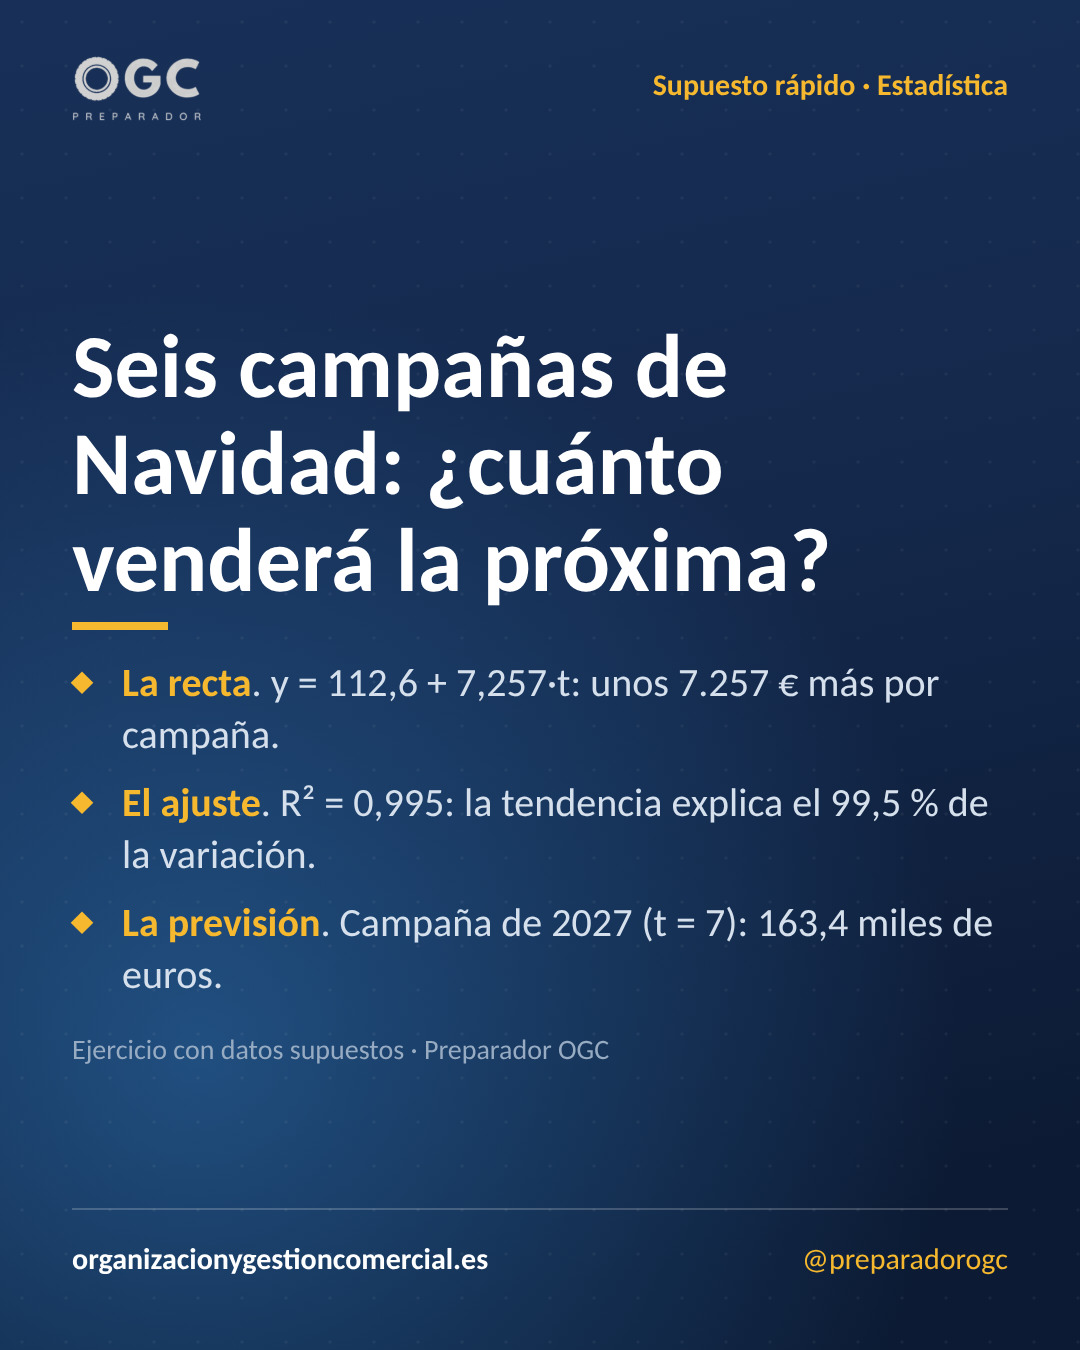 OGC
PREPARADOR
Supuesto rápido · Estadística
Seis campañas de
Navidad: ¿cuánto
venderá la próxima?
La recta. y = 112,6 + 7,257·t: unos 7.257 € más por
campaña.
El ajuste. R² = 0,995: la tendencia explica el 99,5 % de
la variación.
La previsión. Campaña de 2027 (t = 7): 163,4 miles de
euros.
Ejercicio con datos supuestos · Preparador OGC
organizacionygestioncomercial.es
@preparadorogc